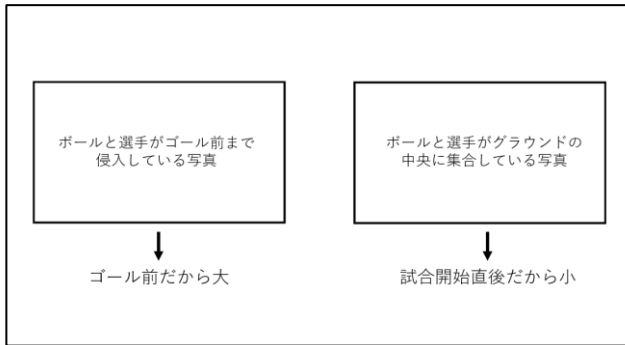 ボールと選手がゴール前まで
侵入している写真
ボールと選手がグラウンドの
中央に集合している写真
ゴール前だから大
試合開始直後だから小